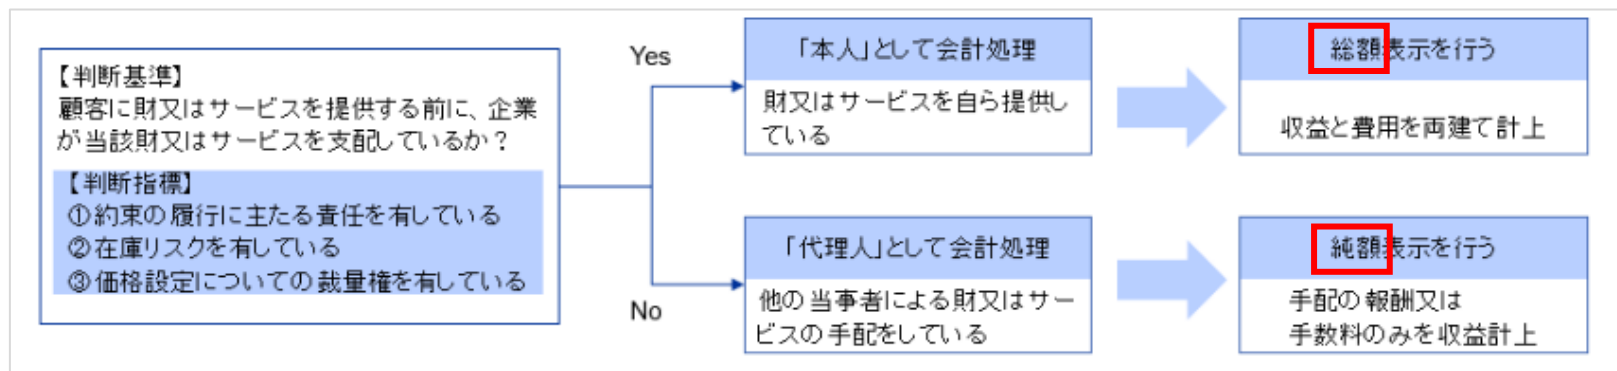 【判断基準】
顧客に財又はサービスを提供する前に、企業
が当該財又はサービスを支配しているか？
【判断指標】
①約束の履行に主たる責任を有している
②在庫リスクを有している
③価格設定についての裁量権を有している
Yes
「本人」として会計処理
財又はサービスを自ら提供し
ている
総額表示を行う
収益と費用を両建て計上
No
「代理人」として会計処理
他の当事者による財又はサー
ビスの手配をしている
純額表示を行う
手配の報酬又は
手数料のみを収益計上